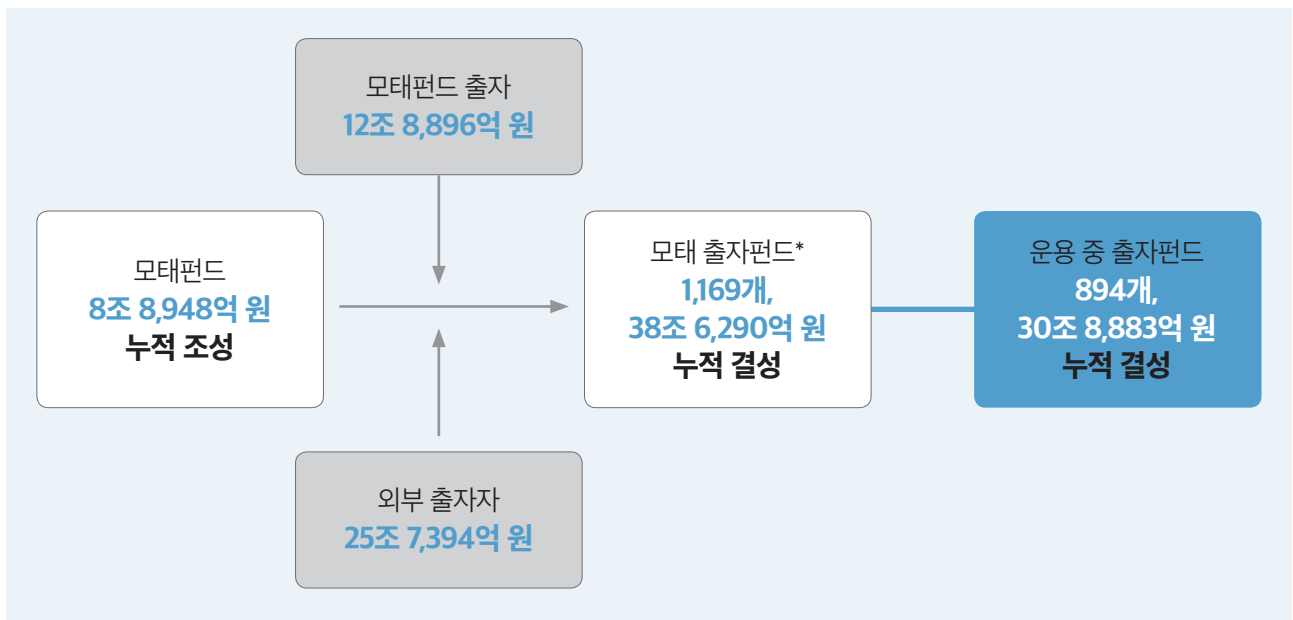 모태펀드 출자
12조 8,896억 원
모태펀드
8조 8,948억 원
누적 조성
모태 출자펀드*
1,169개,
38조 6,290억 원
누적 결성
운용 중 출자펀드
894개,
30조 8,883억 원
누적 결성
외부 출자자
25조 7,394억 원